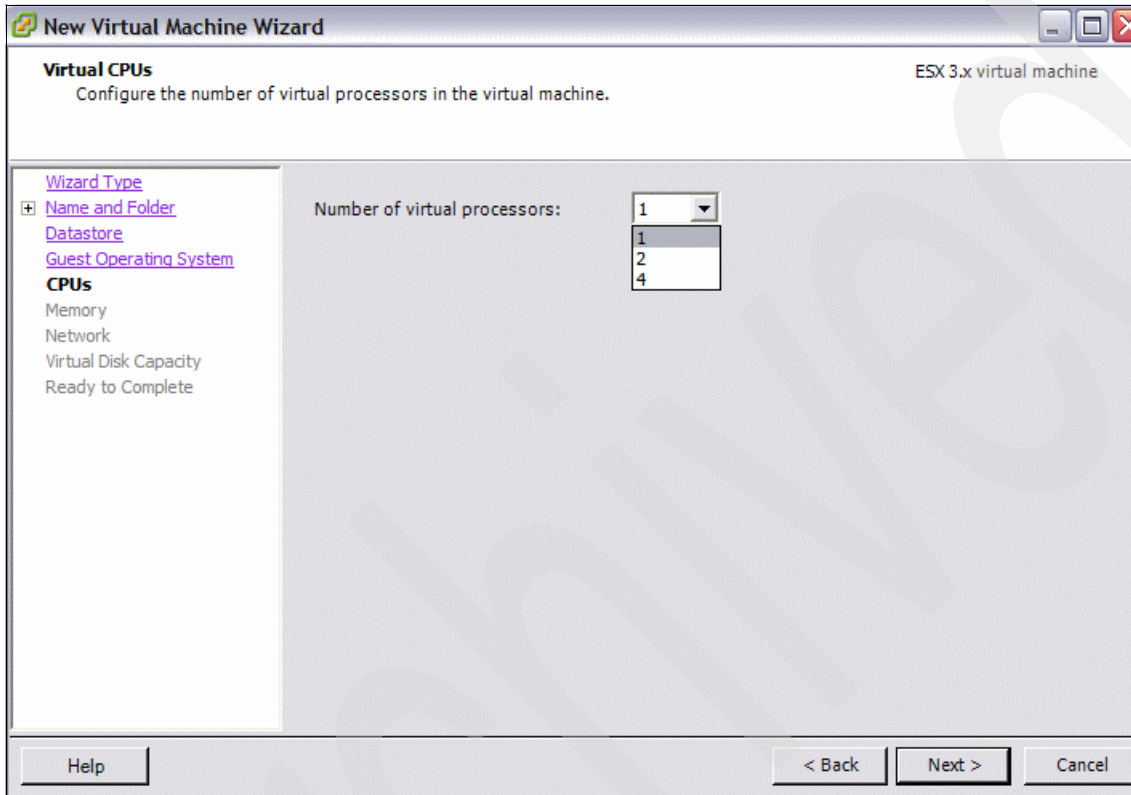 New Virtual Machine Wizard
Virtual CPUs
ESX 3.x virtual machine
Configure the number of virtual processors in the virtual machine.
Wizard Type
Name and Folder
Datastore
Guest Operating System
CPUs
Memory
Network
Virtual Disk Capacity
Ready to Complete
Number of virtual processors:
1
1
2
4
Help
< Back
Next >
Cancel